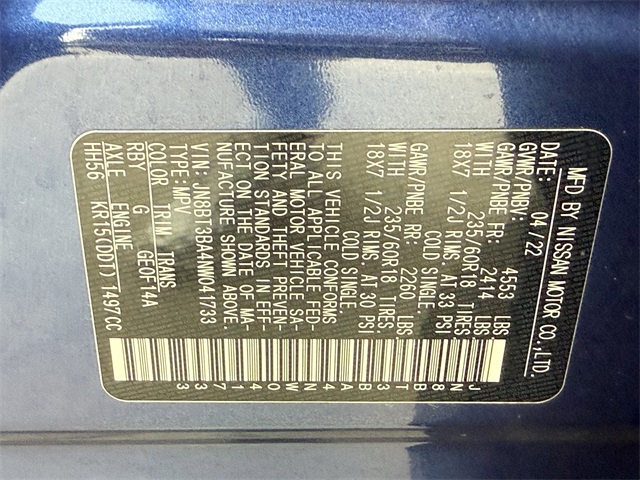 MFD BY NISSAN MOTOR CO.,LTD.
DATE: 04/22
GVWR/PNBV: 4553 LBS.
GAWR/PNBE FR: 2414 LBS.
WITH 235/60R18 TIRES
18X7 1/2J RIMS, AT 33 PSI
COLD SINGLE.
GAWR/PNBE RR: 2260 LBS.
WITH 235/60R18 TIRES
18X7 1/2J RIMS, AT 30 PSI
COLD SINGLE.
THIS VEHICLE CONFORMS
TO ALL APPLICABLE FED-
ERAL MOTOR VEHICLE SA-
FETY AND THEFT PREVEN-
TION STANDARDS IN EFF-
ECT ON THE DATE OF MA-
NUFACTURE SHOWN ABOVE.
VIN:JN8BT3BA4NW041733
TYPE:MPV
COLOR TRIM TRANS
RBY G GE0F14A
AXLE ENGINE
HH56 KR15(DDT) 1497CC
JN8BT3BA4NW041733